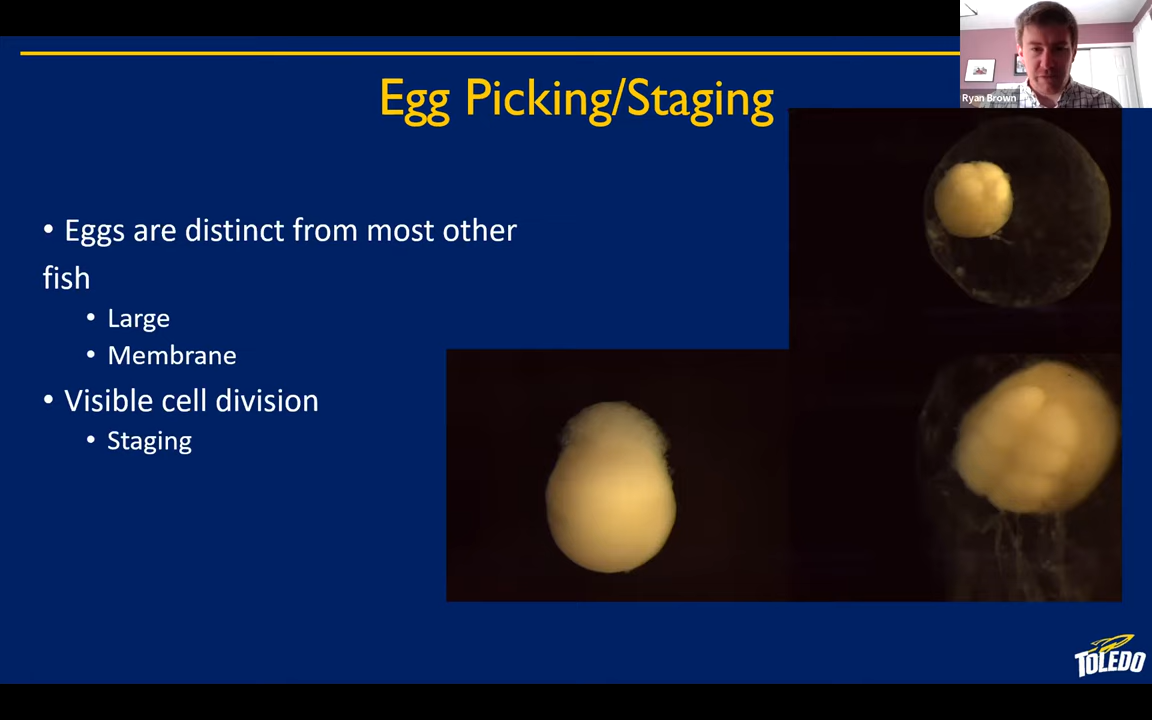 Ryan Brown
Egg Picking/Staging
• Eggs are distinct from most other
fish
• Large
• Membrane
• Visible cell division
• Staging
TOLEDO